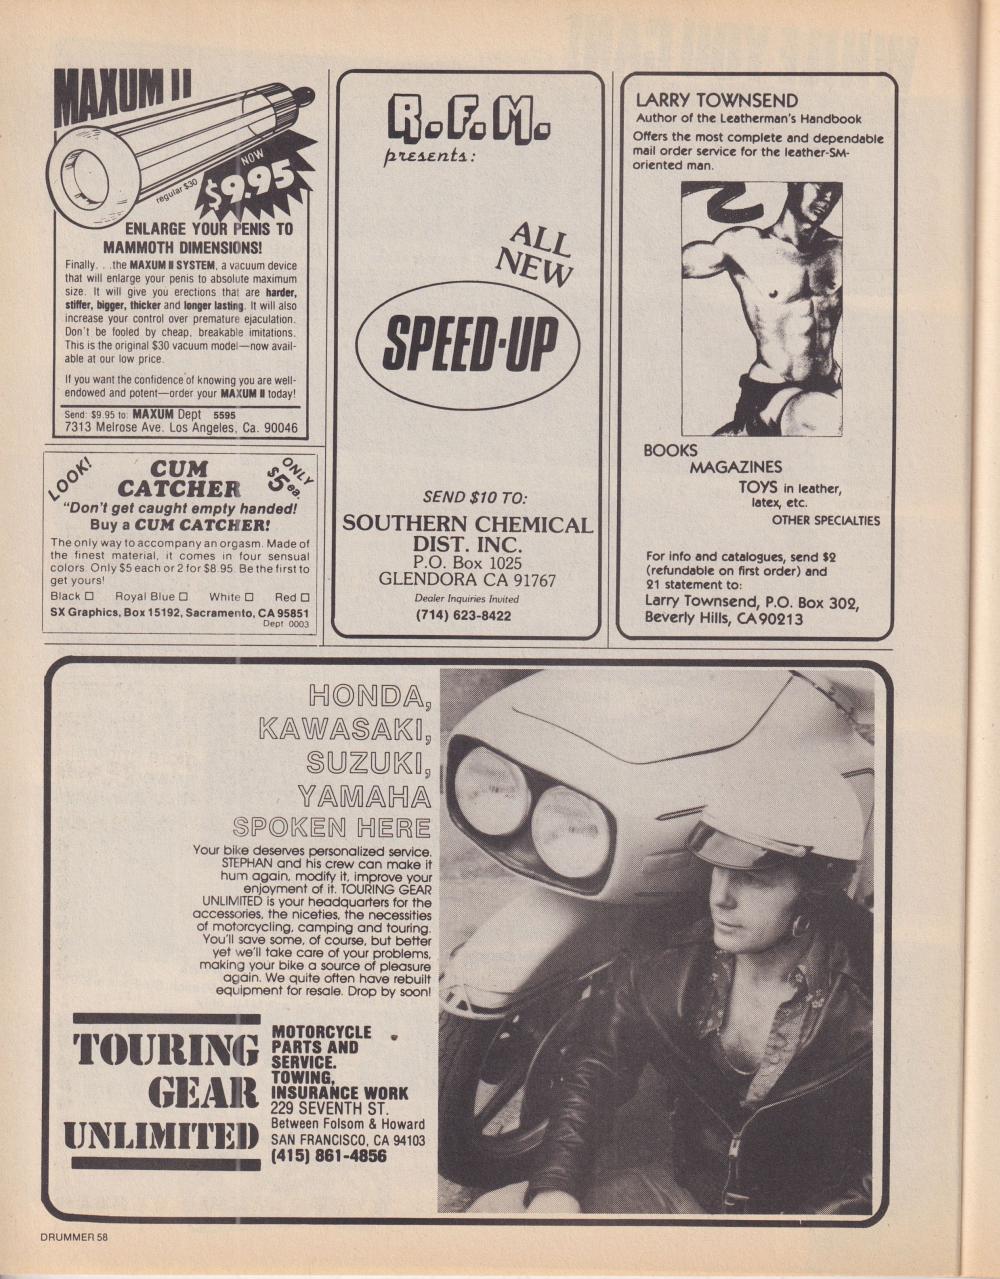 MAXUM II
regular $30
NOW
$9.95
ENLARGE YOUR PENIS TO
MAMMOTH DIMENSIONS!
Finally. . .the MAXUM II SYSTEM, a vacuum device
that will enlarge your penis to absolute maximum
size. It will give you erections that are harder,
stiffer, bigger, thicker and longer lasting. It will also
increase your control over premature ejaculation.
Don't be fooled by cheap, breakable imitations.
This is the original $30 vacuum model—now avail-
able at our low price.
If you want the confidence of knowing you are well-
endowed and potent—order your MAXUM II today!
Send: $9.95 to: MAXUM Dept 5595
7313 Melrose Ave. Los Angeles, Ca. 90046
LOOK!
CUM
CATCHER
ONLY
$5 ea.
"Don't get caught empty handed!
Buy a CUM CATCHER!
The only way to accompany an orgasm. Made of
the finest material, it comes in four sensual
colors. Only $5 each or 2 for $8.95. Be the first to
get yours!
Black □ Royal Blue □ White □ Red □
SX Graphics, Box 15192, Sacramento, CA 95851
Dept 0003
R.F.M.
presents:
ALL
NEW
SPEED·UP
SEND $10 TO:
SOUTHERN CHEMICAL
DIST. INC.
P.O. Box 1025
GLENDORA CA 91767
Dealer Inquiries Invited
(714) 623-8422
LARRY TOWNSEND
Author of the Leatherman's Handbook
Offers the most complete and dependable
mail order service for the leather-SM-
oriented man.
BOOKS
MAGAZINES
TOYS in leather,
latex, etc.
OTHER SPECIALTIES
For info and catalogues, send $2
(refundable on first order) and
21 statement to:
Larry Townsend, P.O. Box 302,
Beverly Hills, CA 90213
HONDA,
KAWASAKI,
SUZUKI,
YAMAHA
SPOKEN HERE
Your bike deserves personalized service.
STEPHAN and his crew can make it
hum again, modify it, improve your
enjoyment of it. TOURING GEAR
UNLIMITED is your headquarters for the
accessories, the niceties, the necessities
of motorcycling, camping and touring.
You'll save some, of course, but better
yet we'll take care of your problems,
making your bike a source of pleasure
again. We quite often have rebuilt
equipment for resale. Drop by soon!
TOURING
GEAR
UNLIMITED
MOTORCYCLE
PARTS AND
SERVICE.
TOWING,
INSURANCE WORK
229 SEVENTH ST.
Between Folsom & Howard
SAN FRANCISCO, CA 94103
(415) 861-4856
DRUMMER 58